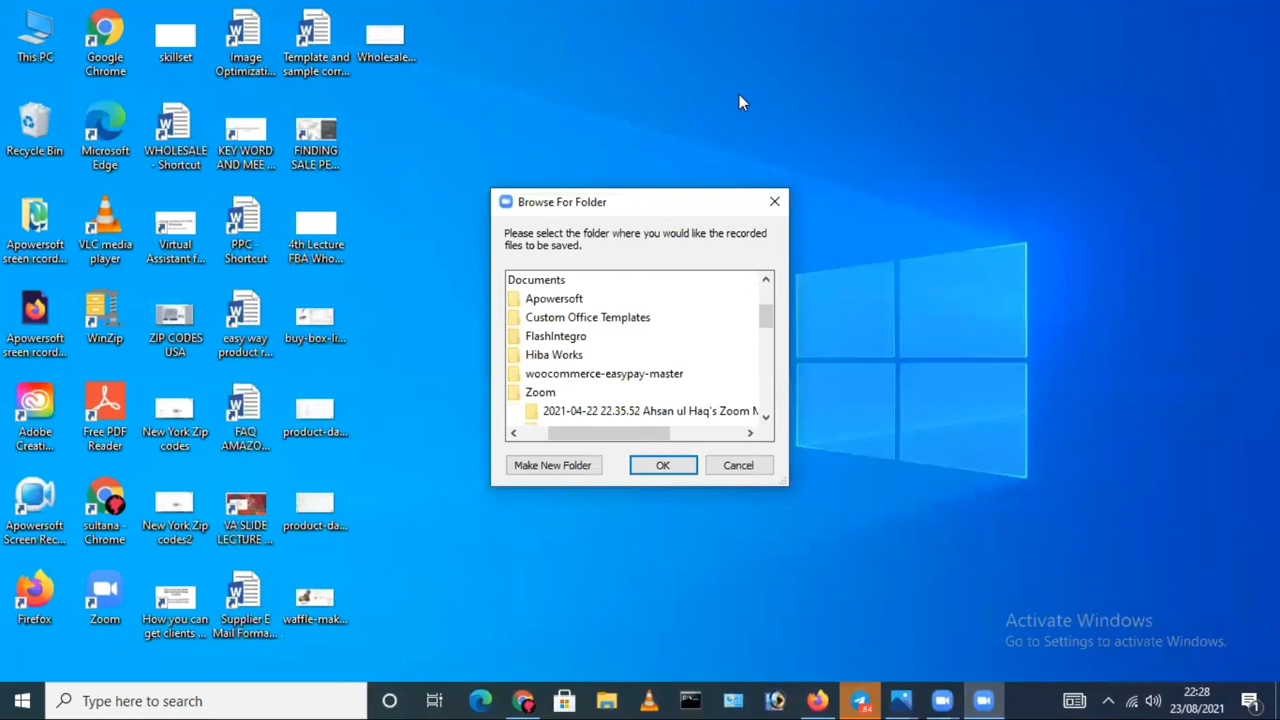 This PC
Google
Chrome
skillset
Image
Optimizati...
Template and
sample corr...
Wholesale...
Recycle Bin
Microsoft
Edge
WHOLESALE
- Shortcut
KEY WORD
AND MEE ...
FINDING
SALE PE...
Apowersoft
sreen rcord...
VLC media
player
Virtual
Assistant f...
PPC -
Shortcut
4th Lecture
FBA Who...
Apowersoft
sreen rcord...
WinZip
ZIP CODES
USA
easy way
product r...
buy-box-li...
Adobe
Creati...
Free PDF
Reader
New York Zip
codes
FAQ
AMAZO...
product-da...
Apowersoft
Screen Rec...
sultana -
Chrome
New York Zip
codes2
VA SLIDE
LECTURE ...
product-da...
Firefox
Zoom
How you can
get clients ...
Supplier E
Mail Forma...
waffle-mak...
Browse For Folder
Please select the folder where you would like the recorded
files to be saved.
Documents
Apowersoft
Custom Office Templates
FlashIntegro
Hiba Works
woocommerce-easypay-master
Zoom
2021-04-22 22.35.52 Ahsan ul Haq's Zoom M
Make New Folder
OK
Cancel
Activate Windows
Go to Settings to activate Windows.
Type here to search
84
22:28
23/08/2021
1